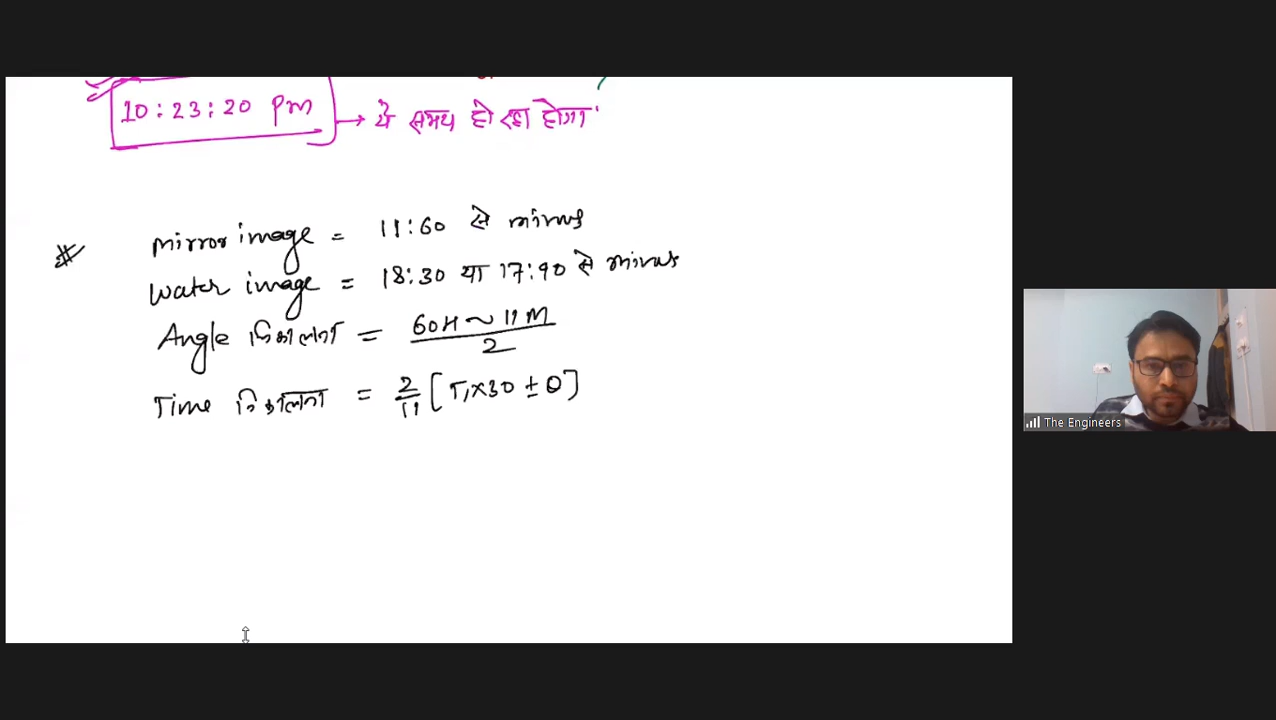 10:23:20 pm → ये समय हो रहा होगा
# mirror image = 11:60 से minus
water image = 18:30 या 17:90 से minus
Angle निकालना = 60H ~ 11M / 2
Time निकालना = 2/11 [T₁×30 ± θ]
The Engineers